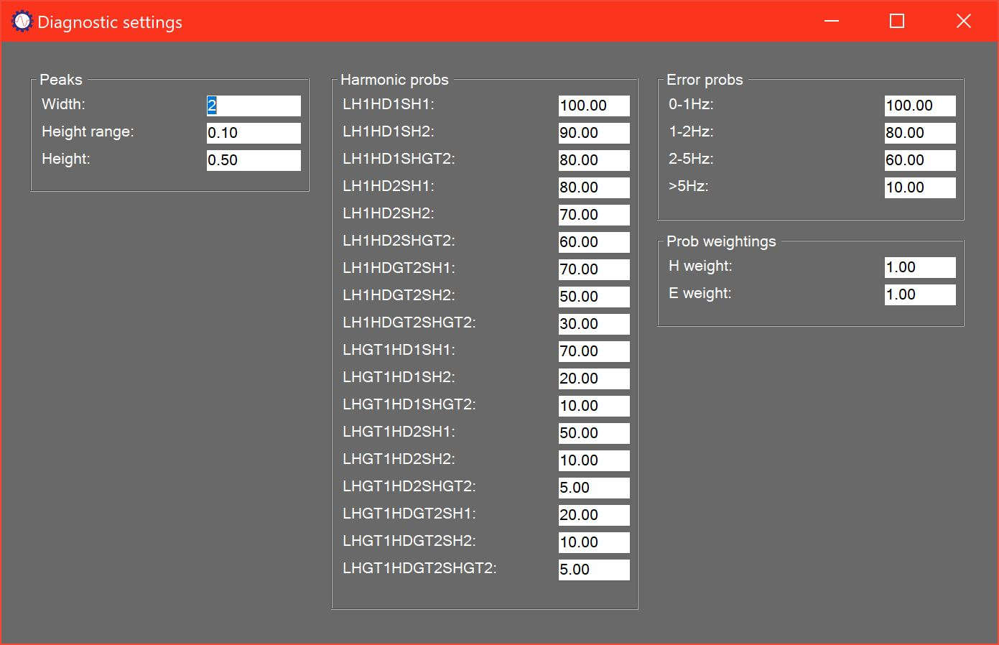 Diagnostic settings
Peaks
Width: 2
Height range: 0.10
Height: 0.50
Harmonic probs
LH1HD1SH1: 100.00
LH1HD1SH2: 90.00
LH1HD1SHGT2: 80.00
LH1HD2SH1: 80.00
LH1HD2SH2: 70.00
LH1HD2SHGT2: 60.00
LH1HDGT2SH1: 70.00
LH1HDGT2SH2: 50.00
LH1HDGT2SHGT2: 30.00
LHGT1HD1SH1: 70.00
LHGT1HD1SH2: 20.00
LHGT1HD1SHGT2: 10.00
LHGT1HD2SH1: 50.00
LHGT1HD2SH2: 10.00
LHGT1HD2SHGT2: 5.00
LHGT1HDGT2SH1: 20.00
LHGT1HDGT2SH2: 10.00
LHGT1HDGT2SHGT2: 5.00
Error probs
0-1Hz: 100.00
1-2Hz: 80.00
2-5Hz: 60.00
>5Hz: 10.00
Prob weightings
H weight: 1.00
E weight: 1.00